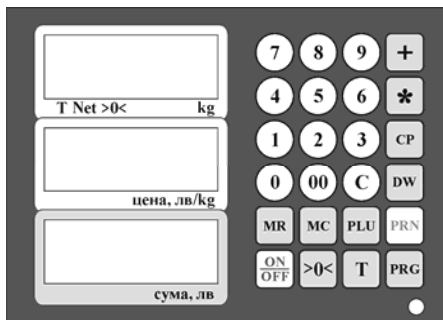 T Net >0< kg
цена, лв/kg
сума, лв
7 8 9 +
4 5 6 *
1 2 3 CP
0 00 C DW
MR MC PLU PRN
ON
OFF >0< T PRG